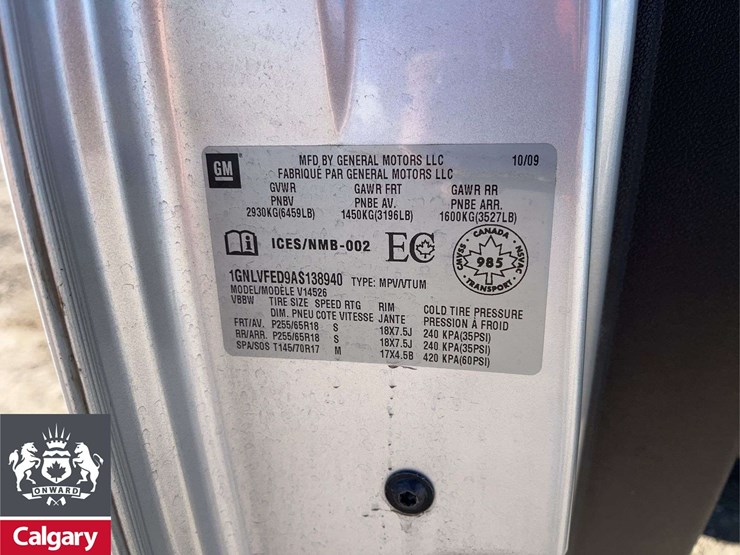 GM
MFD BY GENERAL MOTORS LLC 10/09
FABRIQUÉ PAR GENERAL MOTORS LLC
GVWR GAWR FRT GAWR RR
PNBV PNBE AV. PNBE ARR.
2930KG(6459LB) 1450KG(3196LB) 1600KG(3527LB)
ICES/NMB-002 EC
CANADA
NSVAC
985
CMVSS
TRANSPORT
1GNLVFED9AS138940 TYPE: MPV/VTUM
MODEL/MODÈLE V14526
VBBW TIRE SIZE SPEED RTG RIM COLD TIRE PRESSURE
DIM. PNEU COTE VITESSE JANTE PRESSION À FROID
FRT/AV. P255/65R18 S 18X7.5J 240 KPA(35PSI)
RR/ARR. P255/65R18 S 18X7.5J 240 KPA(35PSI)
SPA/SOS T145/70R17 M 17X4.5B 420 KPA(60PSI)
ONWARD
Calgary